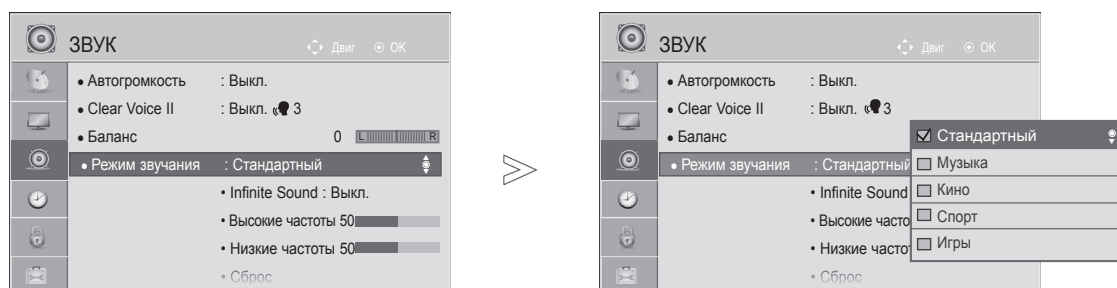 ЗВУК
Двиг OK
• Автогромкость : Выкл.
• Clear Voice II : Выкл. 3
• Баланс 0 L R
• Режим звучания : Стандартный
• Infinite Sound : Выкл.
• Высокие частоты 50
• Низкие частоты 50
• Сброс
ЗВУК
Двиг OK
• Автогромкость : Выкл.
• Clear Voice II : Выкл. 3
• Баланс
• Режим звучания : Стандартный
• Infinite Sound
• Высокие часто
• Низкие часто
• Сброс
Стандартный
Музыка
Кино
Спорт
Игры